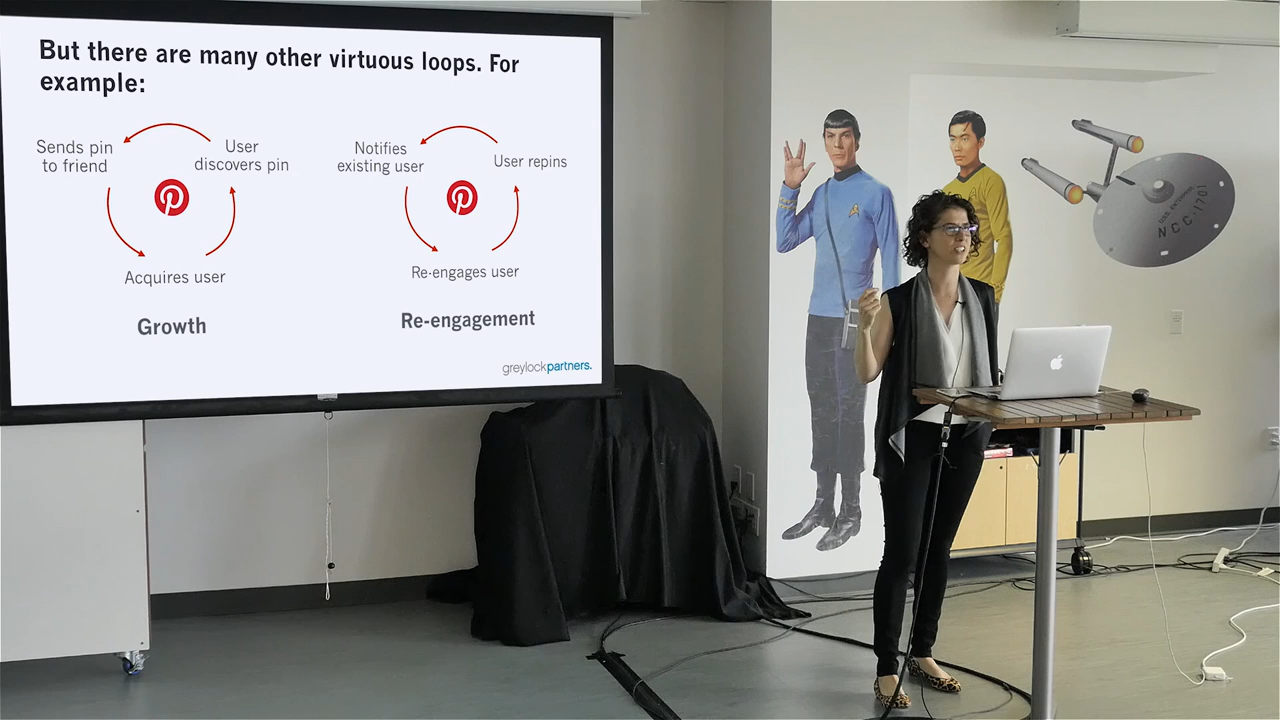 But there are many other virtuous loops. For
example:
Sends pin
to friend
User
discovers pin
Acquires user
Growth
Notifies
existing user
User repins
Re-engages user
Re-engagement
greylockpartners.
U.S.S. ENTERPRISE
NCC-1701